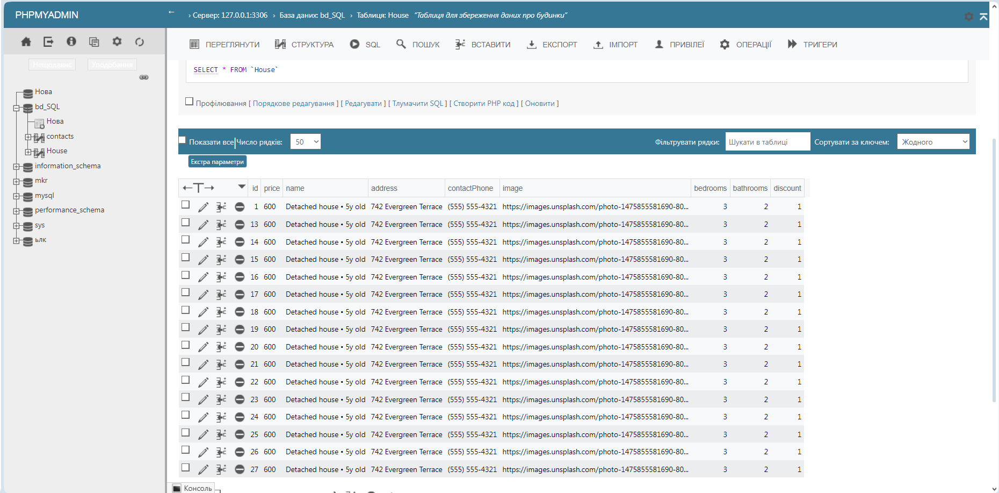 PHPMYADMIN
← › Сервер: 127.0.0.1:3306 › База даних: bd_SQL › Таблиця: House “Таблиця для збереження даних про будинки”
ПЕРЕГЛЯНУТИ СТРУКТУРА SQL ПОШУК ВСТАВИТИ ЕКСПОРТ ІМПОРТ ПРИВІЛЕЇ ОПЕРАЦІЇ ТРИГЕРИ
Нещодавнє Уподобання
Нова
bd_SQL
Нова
contacts
House
information_schema
mkr
mysql
performance_schema
sys
ьлк
SELECT * FROM `House`
Профілювання [ Порядкове редагування ] [ Редагувати ] [ Тлумачити SQL ] [ Створити PHP код ] [ Оновити ]
Показати все Число рядків: 50 Фільтрувати рядки: Шукати в таблиці Сортувати за ключем: Жодного
Екстра параметри
←T→ id price name address contactPhone image bedrooms bathrooms discount
1 600 Detached house • 5y old 742 Evergreen Terrace (555) 555-4321 https://images.unsplash.com/photo-1475855581690-80... 3 2 1
13 600 Detached house • 5y old 742 Evergreen Terrace (555) 555-4321 https://images.unsplash.com/photo-1475855581690-80... 3 2 1
14 600 Detached house • 5y old 742 Evergreen Terrace (555) 555-4321 https://images.unsplash.com/photo-1475855581690-80... 3 2 1
15 600 Detached house • 5y old 742 Evergreen Terrace (555) 555-4321 https://images.unsplash.com/photo-1475855581690-80... 3 2 1
16 600 Detached house • 5y old 742 Evergreen Terrace (555) 555-4321 https://images.unsplash.com/photo-1475855581690-80... 3 2 1
17 600 Detached house • 5y old 742 Evergreen Terrace (555) 555-4321 https://images.unsplash.com/photo-1475855581690-80... 3 2 1
18 600 Detached house • 5y old 742 Evergreen Terrace (555) 555-4321 https://images.unsplash.com/photo-1475855581690-80... 3 2 1
19 600 Detached house • 5y old 742 Evergreen Terrace (555) 555-4321 https://images.unsplash.com/photo-1475855581690-80... 3 2 1
20 600 Detached house • 5y old 742 Evergreen Terrace (555) 555-4321 https://images.unsplash.com/photo-1475855581690-80... 3 2 1
21 600 Detached house • 5y old 742 Evergreen Terrace (555) 555-4321 https://images.unsplash.com/photo-1475855581690-80... 3 2 1
22 600 Detached house • 5y old 742 Evergreen Terrace (555) 555-4321 https://images.unsplash.com/photo-1475855581690-80... 3 2 1
23 600 Detached house • 5y old 742 Evergreen Terrace (555) 555-4321 https://images.unsplash.com/photo-1475855581690-80... 3 2 1
24 600 Detached house • 5y old 742 Evergreen Terrace (555) 555-4321 https://images.unsplash.com/photo-1475855581690-80... 3 2 1
25 600 Detached house • 5y old 742 Evergreen Terrace (555) 555-4321 https://images.unsplash.com/photo-1475855581690-80... 3 2 1
26 600 Detached house • 5y old 742 Evergreen Terrace (555) 555-4321 https://images.unsplash.com/photo-1475855581690-80... 3 2 1
27 600 Detached house • 5y old 742 Evergreen Terrace (555) 555-4321 https://images.unsplash.com/photo-1475855581690-80... 3 2 1
Консоль